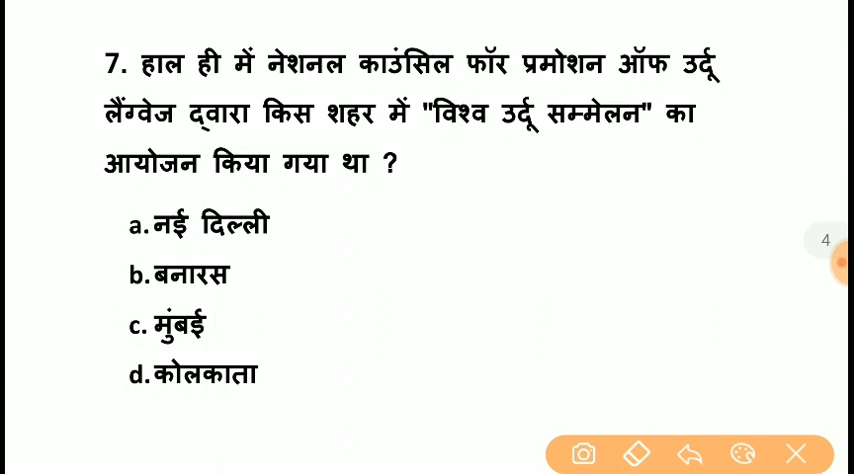 7. हाल ही में नेशनल काउंसिल फॉर प्रमोशन ऑफ उर्दू
लैंग्वेज द्वारा किस शहर में "विश्व उर्दू सम्मेलन" का
आयोजन किया गया था ?
a. नई दिल्ली
b. बनारस
c. मुंबई
d. कोलकाता
4